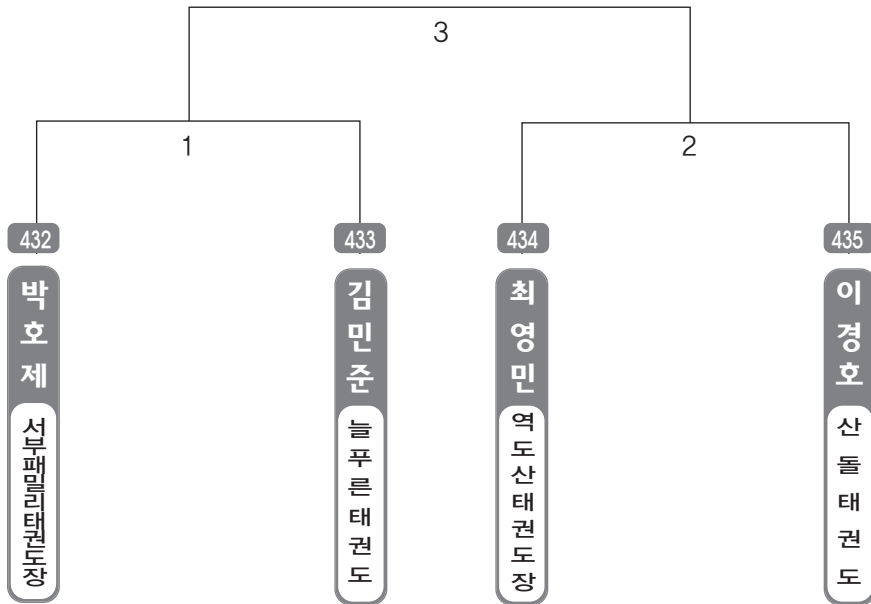 3
1
2
432
433
434
435
박호제
김민준
최영민
이경호
서부패밀리태권도장
늘푸른태권도
역도산태권도장
산돌태권도